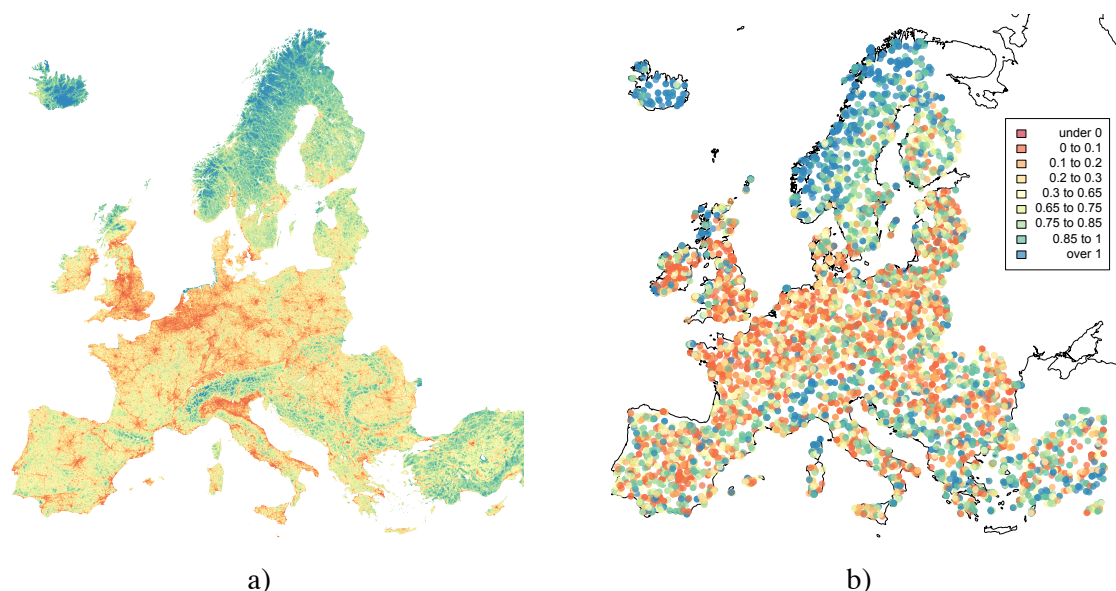 under 0
0 to 0.1
0.1 to 0.2
0.2 to 0.3
0.3 to 0.65
0.65 to 0.75
0.75 to 0.85
0.85 to 1
over 1
a)
b)